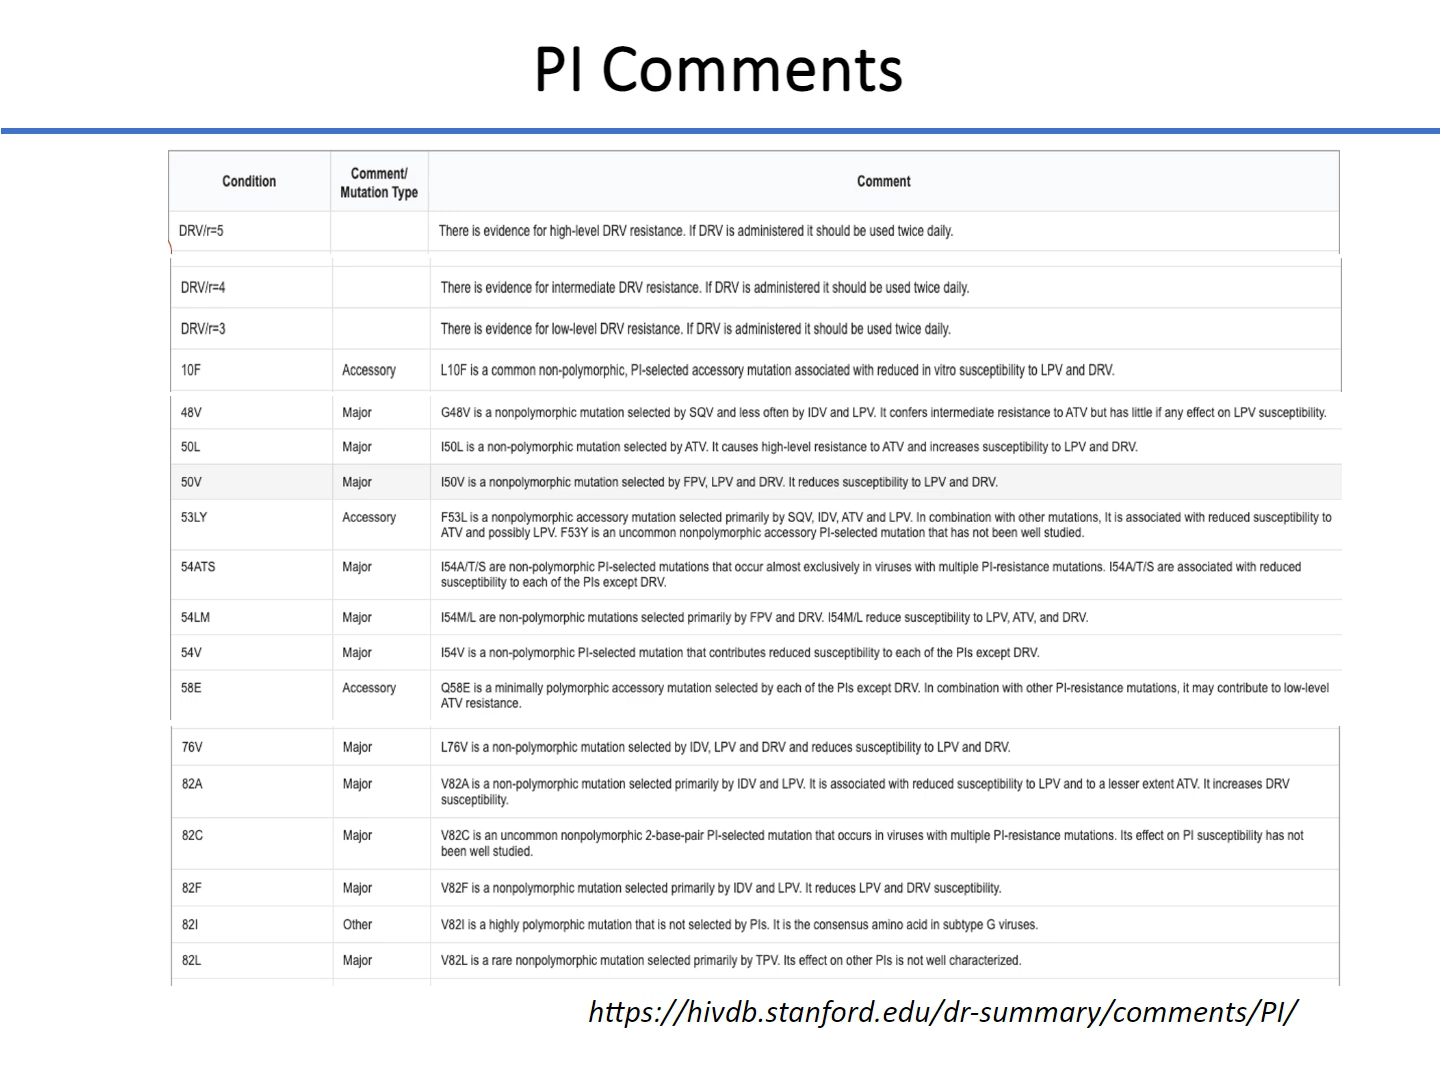 PI Comments
Condition
Comment/
Mutation Type
Comment
DRV/r=5
There is evidence for high-level DRV resistance. If DRV is administered it should be used twice daily.
DRV/r=4
There is evidence for intermediate DRV resistance. If DRV is administered it should be used twice daily.
DRV/r=3
There is evidence for low-level DRV resistance. If DRV is administered it should be used twice daily.
10F
Accessory
L10F is a common non-polymorphic, PI-selected accessory mutation associated with reduced in vitro susceptibility to LPV and DRV.
48V
Major
G48V is a nonpolymorphic mutation selected by SQV and less often by IDV and LPV. It confers intermediate resistance to ATV but has little if any effect on LPV susceptibility.
50L
Major
I50L is a non-polymorphic mutation selected by ATV. It causes high-level resistance to ATV and increases susceptibility to LPV and DRV.
50V
Major
I50V is a nonpolymorphic mutation selected by FPV, LPV and DRV. It reduces susceptibility to LPV and DRV.
53LY
Accessory
F53L is a nonpolymorphic accessory mutation selected primarily by SQV, IDV, ATV and LPV. In combination with other mutations, It is associated with reduced susceptibility to
ATV and possibly LPV. F53Y is an uncommon nonpolymorphic accessory PI-selected mutation that has not been well studied.
54ATS
Major
I54A/T/S are non-polymorphic PI-selected mutations that occur almost exclusively in viruses with multiple PI-resistance mutations. I54A/T/S are associated with reduced
susceptibility to each of the PIs except DRV.
54LM
Major
I54M/L are non-polymorphic mutations selected primarily by FPV and DRV. I54M/L reduce susceptibility to LPV, ATV, and DRV.
54V
Major
I54V is a non-polymorphic PI-selected mutation that contributes reduced susceptibility to each of the PIs except DRV.
58E
Accessory
Q58E is a minimally polymorphic accessory mutation selected by each of the PIs except DRV. In combination with other PI-resistance mutations, it may contribute to low-level
ATV resistance.
76V
Major
L76V is a non-polymorphic mutation selected by IDV, LPV and DRV and reduces susceptibility to LPV and DRV.
82A
Major
V82A is a non-polymorphic mutation selected primarily by IDV and LPV. It is associated with reduced susceptibility to LPV and to a lesser extent ATV. It increases DRV
susceptibility.
82C
Major
V82C is an uncommon nonpolymorphic 2-base-pair PI-selected mutation that occurs in viruses with multiple PI-resistance mutations. Its effect on PI susceptibility has not
been well studied.
82F
Major
V82F is a nonpolymorphic mutation selected primarily by IDV and LPV. It reduces LPV and DRV susceptibility.
82I
Other
V82I is a highly polymorphic mutation that is not selected by PIs. It is the consensus amino acid in subtype G viruses.
82L
Major
V82L is a rare nonpolymorphic mutation selected primarily by TPV. Its effect on other PIs is not well characterized.
https://hivdb.stanford.edu/dr-summary/comments/PI/